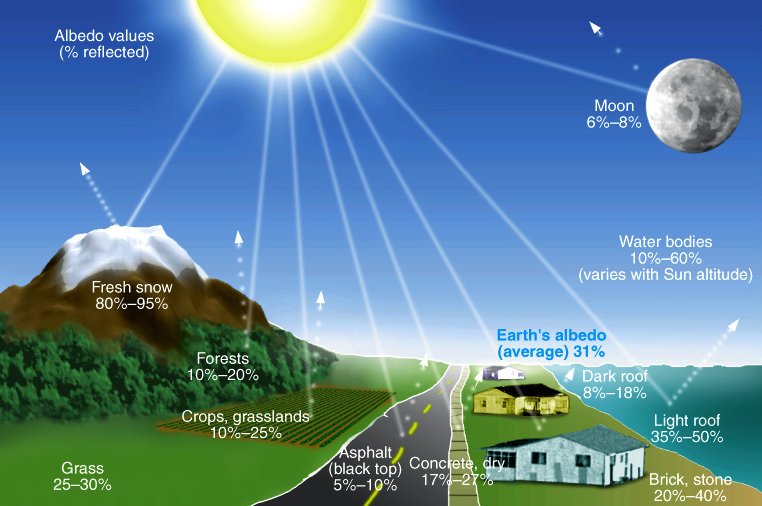 Albedo values
(% reflected)
Moon
6%–8%
Water bodies
10%–60%
(varies with Sun altitude)
Fresh snow
80%–95%
Earth's albedo
(average) 31%
Forests
10%–20%
Dark roof
8%–18%
Crops, grasslands
10%–25%
Light roof
35%–50%
Asphalt
(black top)
5%–10%
Concrete, dry
17%–27%
Grass
25–30%
Brick, stone
20%–40%